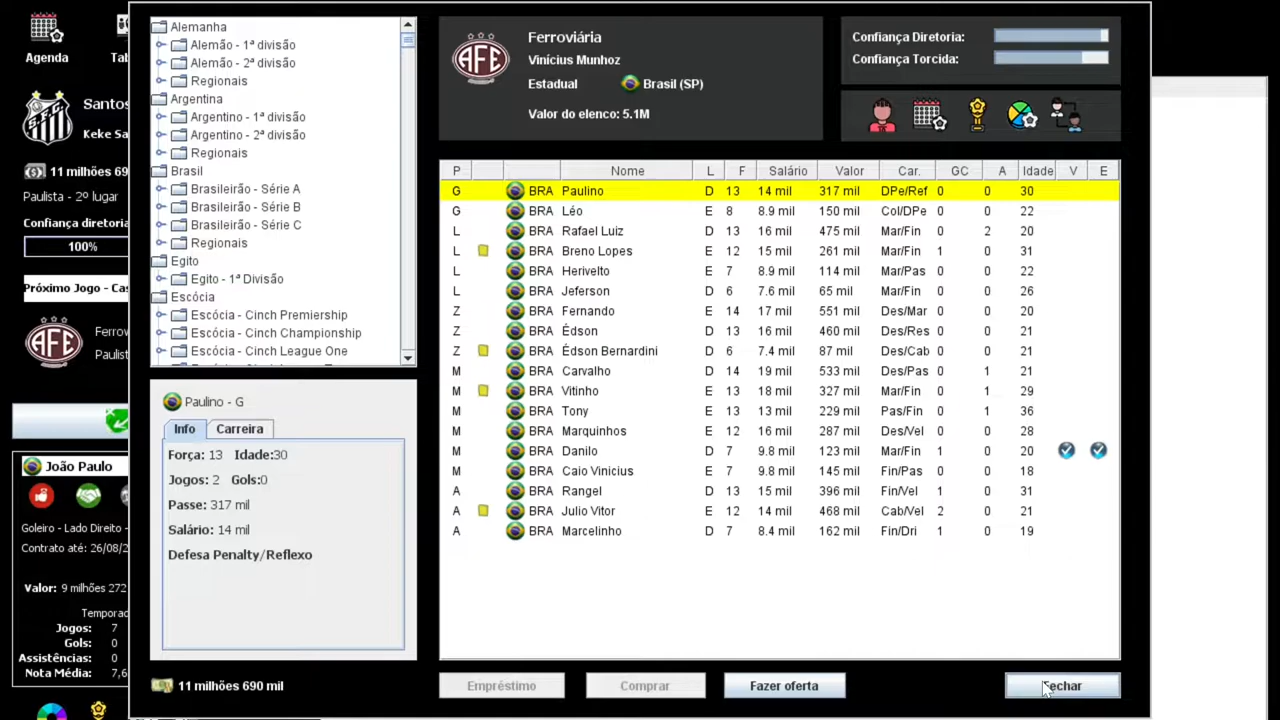 Agenda
Santos
Keke Sa
11 milhões 69
Paulista - 2º lugar
Confiança diretoria
100%
Próximo Jogo - Cas
Ferrov
Paulist
João Paulo
Goleiro - Lado Direito -
Contrato até: 26/08/2
Valor: 9 milhões 272
Temporad
Jogos: 7
Gols: 0
Assistências: 0
Nota Média: 7,6
Alemanha
Alemão - 1ª divisão
Alemão - 2ª divisão
Regionais
Argentina
Argentino - 1ª divisão
Argentino - 2ª divisão
Regionais
Brasil
Brasileirão - Série A
Brasileirão - Série B
Brasileirão - Série C
Regionais
Egito
Egito - 1ª Divisão
Escócia
Escócia - Cinch Premiership
Escócia - Cinch Championship
Escócia - Cinch League One
Paulino - G
Info Carreira
Força: 13 Idade:30
Jogos: 2 Gols:0
Passe: 317 mil
Salário: 14 mil
Defesa Penalty/Reflexo
11 milhões 690 mil
AFE
Ferroviária
Vinícius Munhoz
Estadual Brasil (SP)
Valor do elenco: 5.1M
Confiança Diretoria:
Confiança Torcida:
P Nome L F Salário Valor Car. GC A Idade V E
G BRA Paulino D 13 14 mil 317 mil DPe/Ref 0 0 30
G BRA Léo E 8 8.9 mil 150 mil Col/DPe 0 0 22
L BRA Rafael Luiz D 13 16 mil 475 mil Mar/Fin 0 2 20
L BRA Breno Lopes E 12 15 mil 261 mil Mar/Fin 1 0 31
L BRA Herivelto E 7 8.9 mil 114 mil Mar/Pas 0 0 22
L BRA Jeferson D 6 7.6 mil 65 mil Mar/Fin 0 0 26
Z BRA Fernando E 14 17 mil 551 mil Des/Mar 0 0 20
Z BRA Édson D 13 16 mil 460 mil Des/Res 0 0 21
Z BRA Édson Bernardini D 6 7.4 mil 87 mil Des/Cab 0 0 21
M BRA Carvalho D 14 19 mil 533 mil Des/Pas 0 1 21
M BRA Vitinho E 13 18 mil 327 mil Mar/Fin 0 1 29
M BRA Tony E 13 13 mil 229 mil Pas/Fin 0 1 36
M BRA Marquinhos E 12 16 mil 287 mil Des/Vel 0 0 28
M BRA Danilo D 7 9.8 mil 123 mil Mar/Fin 1 0 20
M BRA Caio Vinicius E 7 9.8 mil 145 mil Fin/Pas 0 0 18
A BRA Rangel D 13 15 mil 396 mil Fin/Vel 1 0 31
A BRA Julio Vitor E 12 14 mil 468 mil Cab/Vel 2 0 21
A BRA Marcelinho D 7 8.4 mil 162 mil Fin/Dri 1 0 19
Empréstimo Comprar Fazer oferta Fechar